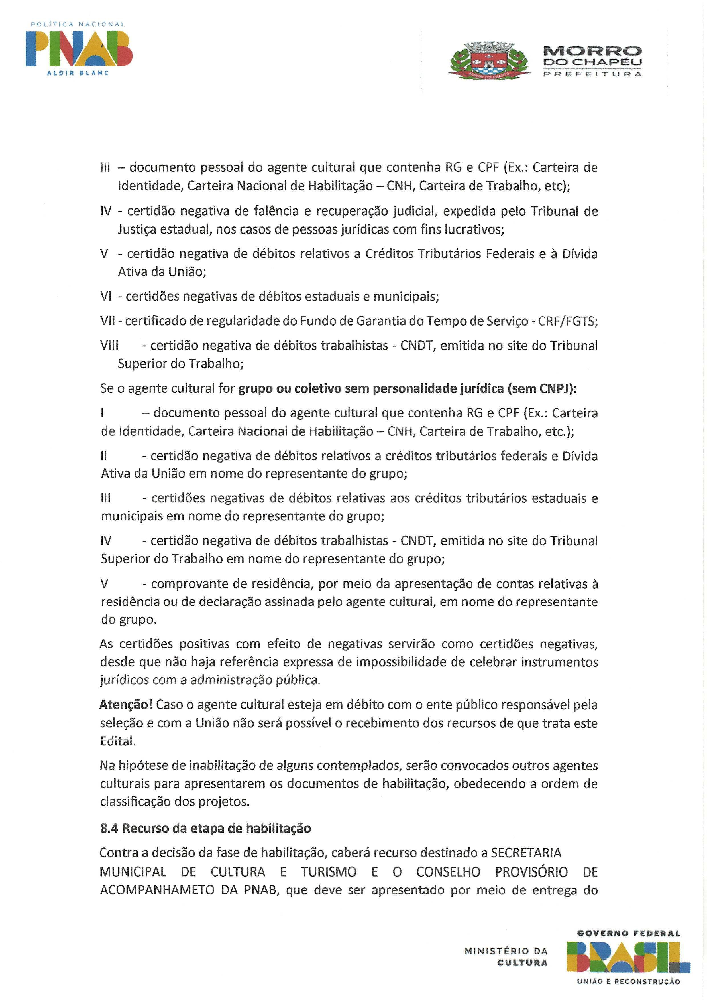 POLÍTICA NACIONAL
PNAB
ALDIR BLANC
MORRO DO CHAPÉU
MORRO
DO CHAPÉU
PREFEITURA
III – documento pessoal do agente cultural que contenha RG e CPF (Ex.: Carteira de
Identidade, Carteira Nacional de Habilitação – CNH, Carteira de Trabalho, etc);
IV - certidão negativa de falência e recuperação judicial, expedida pelo Tribunal de
Justiça estadual, nos casos de pessoas jurídicas com fins lucrativos;
V - certidão negativa de débitos relativos a Créditos Tributários Federais e à Dívida
Ativa da União;
VI - certidões negativas de débitos estaduais e municipais;
VII - certificado de regularidade do Fundo de Garantia do Tempo de Serviço - CRF/FGTS;
VIII - certidão negativa de débitos trabalhistas - CNDT, emitida no site do Tribunal
Superior do Trabalho;
Se o agente cultural for grupo ou coletivo sem personalidade jurídica (sem CNPJ):
I – documento pessoal do agente cultural que contenha RG e CPF (Ex.: Carteira
de Identidade, Carteira Nacional de Habilitação – CNH, Carteira de Trabalho, etc.);
II - certidão negativa de débitos relativos a créditos tributários federais e Dívida
Ativa da União em nome do representante do grupo;
III - certidões negativas de débitos relativas aos créditos tributários estaduais e
municipais em nome do representante do grupo;
IV - certidão negativa de débitos trabalhistas - CNDT, emitida no site do Tribunal
Superior do Trabalho em nome do representante do grupo;
V - comprovante de residência, por meio da apresentação de contas relativas à
residência ou de declaração assinada pelo agente cultural, em nome do representante
do grupo.
As certidões positivas com efeito de negativas servirão como certidões negativas,
desde que não haja referência expressa de impossibilidade de celebrar instrumentos
jurídicos com a administração pública.
Atenção! Caso o agente cultural esteja em débito com o ente público responsável pela
seleção e com a União não será possível o recebimento dos recursos de que trata este
Edital.
Na hipótese de inabilitação de alguns contemplados, serão convocados outros agentes
culturais para apresentarem os documentos de habilitação, obedecendo a ordem de
classificação dos projetos.
8.4 Recurso da etapa de habilitação
Contra a decisão da fase de habilitação, caberá recurso destinado a SECRETARIA
MUNICIPAL DE CULTURA E TURISMO E O CONSELHO PROVISÓRIO DE
ACOMPANHAMETO DA PNAB, que deve ser apresentado por meio de entrega do
MINISTÉRIO DA
CULTURA
GOVERNO FEDERAL
BRASIL
UNIÃO E RECONSTRUÇÃO